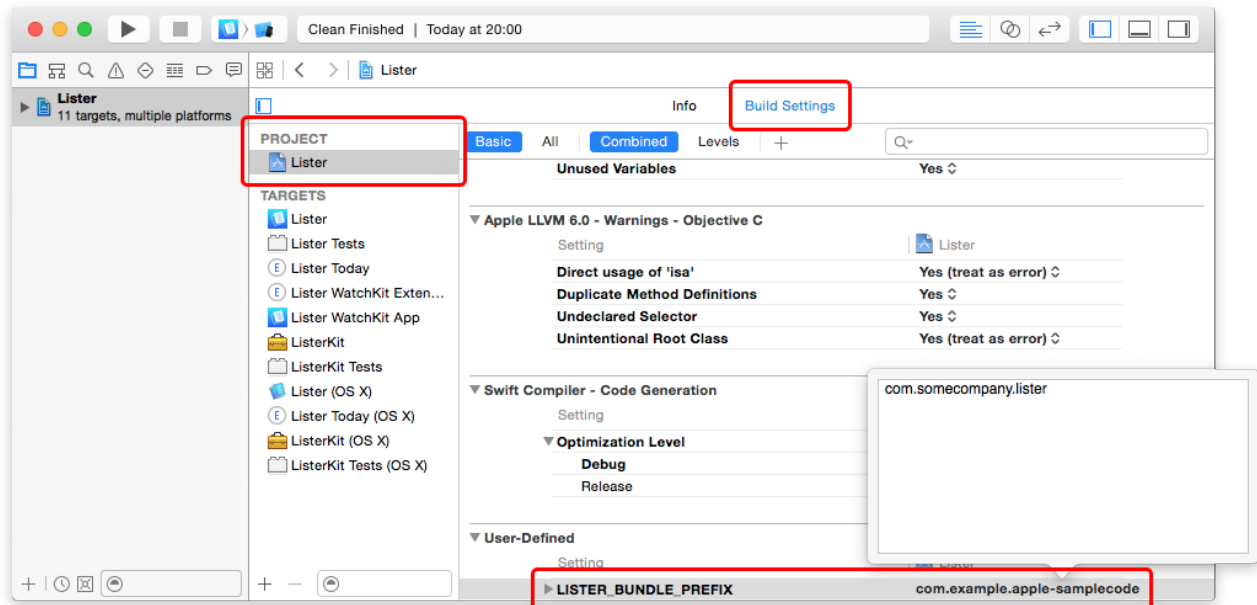 Clean Finished | Today at 20:00
Lister
Lister
11 targets, multiple platforms
Info
Build Settings
PROJECT
Lister
TARGETS
Lister
Lister Tests
Lister Today
Lister WatchKit Exten...
Lister WatchKit App
ListerKit
ListerKit Tests
Lister (OS X)
Lister Today (OS X)
ListerKit (OS X)
ListerKit Tests (OS X)
Basic All Combined Levels
Unused Variables Yes
Apple LLVM 6.0 - Warnings - Objective C
Setting Lister
Direct usage of 'isa' Yes (treat as error)
Duplicate Method Definitions Yes
Undeclared Selector Yes
Unintentional Root Class Yes (treat as error)
Swift Compiler - Code Generation
Setting
Optimization Level
Debug
Release
com.somecompany.lister
User-Defined
Setting Lister
LISTER_BUNDLE_PREFIX com.example.apple-samplecode